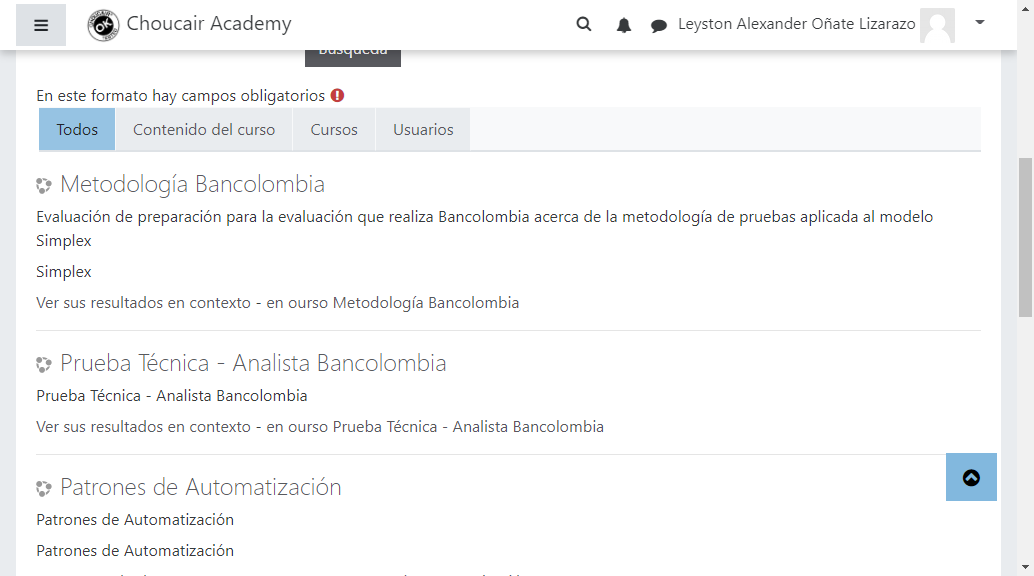 Choucair Academy
Leyston Alexander Oñate Lizarazo
Búsqueda
En este formato hay campos obligatorios
Todos
Contenido del curso
Cursos
Usuarios
Metodología Bancolombia
Evaluación de preparación para la evaluación que realiza Bancolombia acerca de la metodología de pruebas aplicada al modelo
Simplex
Simplex
Ver sus resultados en contexto - en ourso Metodología Bancolombia
Prueba Técnica - Analista Bancolombia
Prueba Técnica - Analista Bancolombia
Ver sus resultados en contexto - en ourso Prueba Técnica - Analista Bancolombia
Patrones de Automatización
Patrones de Automatización
Patrones de Automatización